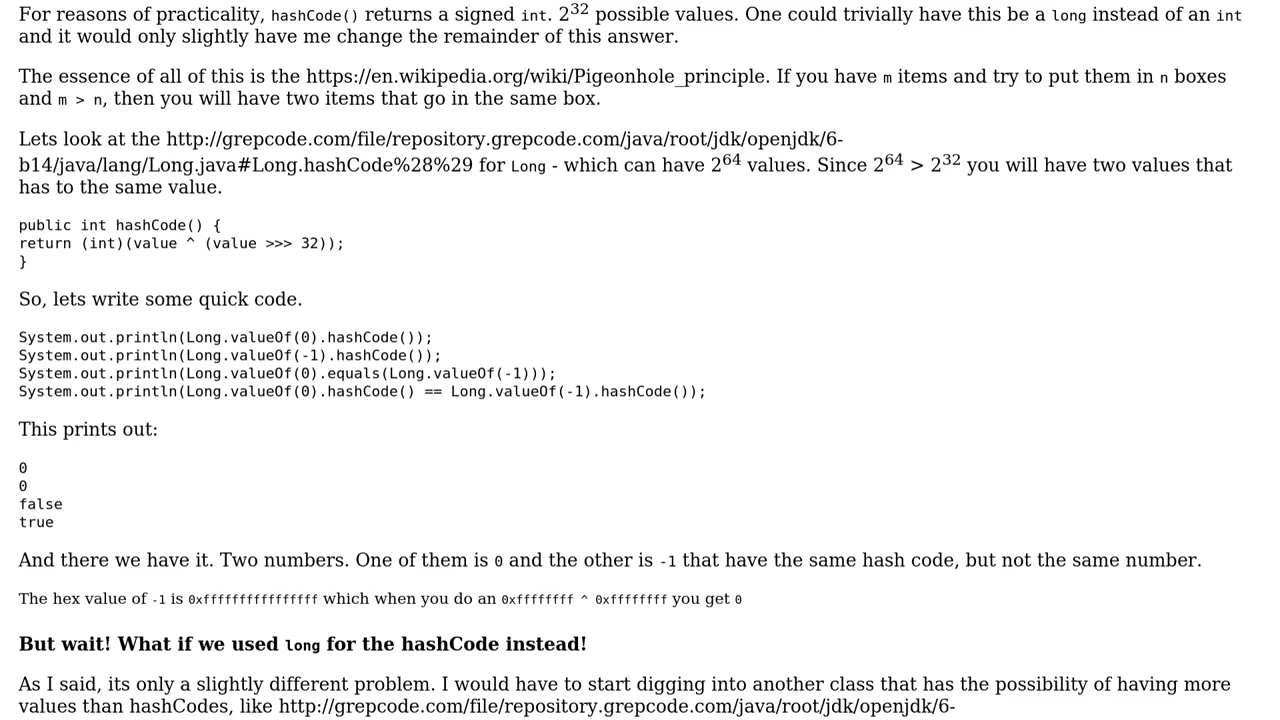 For reasons of practicality, hashCode() returns a signed int. 2^32 possible values. One could trivially have this be a long instead of an int
and it would only slightly have me change the remainder of this answer.
The essence of all of this is the https://en.wikipedia.org/wiki/Pigeonhole_principle. If you have m items and try to put them in n boxes
and m > n, then you will have two items that go in the same box.
Lets look at the http://grepcode.com/file/repository.grepcode.com/java/root/jdk/openjdk/6-
b14/java/lang/Long.java#Long.hashCode%28%29 for Long - which can have 2^64 values. Since 2^64 > 2^32 you will have two values that
has to the same value.
public int hashCode() {
return (int)(value ^ (value >>> 32));
}
So, lets write some quick code.
System.out.println(Long.valueOf(0).hashCode());
System.out.println(Long.valueOf(-1).hashCode());
System.out.println(Long.valueOf(0).equals(Long.valueOf(-1)));
System.out.println(Long.valueOf(0).hashCode() == Long.valueOf(-1).hashCode());
This prints out:
0
0
false
true
And there we have it. Two numbers. One of them is 0 and the other is -1 that have the same hash code, but not the same number.
The hex value of -1 is 0xffffffffffffffff which when you do an 0xffffffff ^ 0xffffffff you get 0
But wait! What if we used long for the hashCode instead!
As I said, its only a slightly different problem. I would have to start digging into another class that has the possibility of having more
values than hashCodes, like http://grepcode.com/file/repository.grepcode.com/java/root/jdk/openjdk/6-